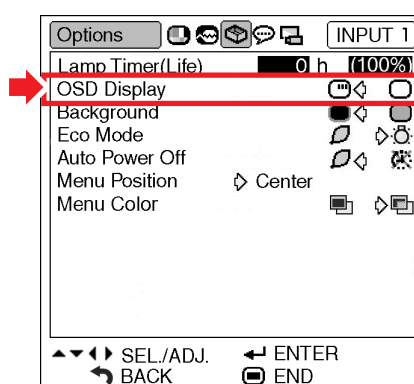 Options INPUT 1
Lamp Timer(Life) 0 h (100%)
OSD Display
Background
Eco Mode
Auto Power Off
Menu Position Center
Menu Color
SEL./ADJ. ENTER
BACK END